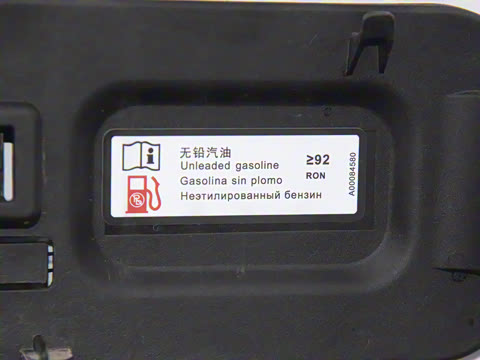 无铅汽油
Unleaded gasoline
Gasolina sin plomo
Неэтилированный бензин
≥92
RON
A00084580